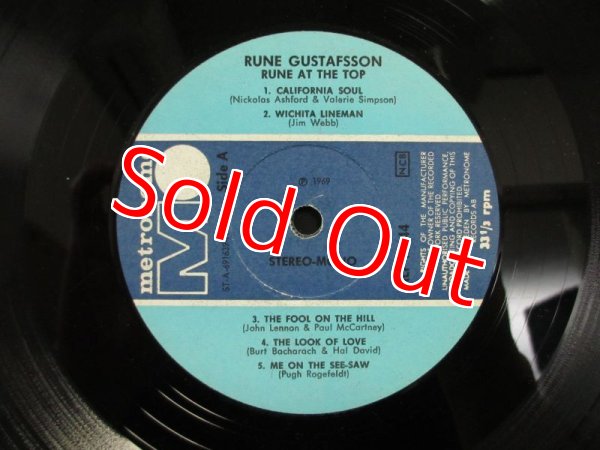 RUNE GUSTAFSSON
RUNE AT THE TOP
1. CALIFORNIA SOUL
(Nickolas Ashford & Valerie Simpson)
2. WICHITA LINEMAN
(Jim Webb)
metronome
Side A
℗ 1969
NCB
Sold Out
STEREO-MONO
33 1/3 rpm
3. THE FOOL ON THE HILL
(John Lennon & Paul McCartney)
4. THE LOOK OF LOVE
(Burt Bacharach & Hal David)
5. ME ON THE SEE-SAW
(Pugh Rogefeldt)